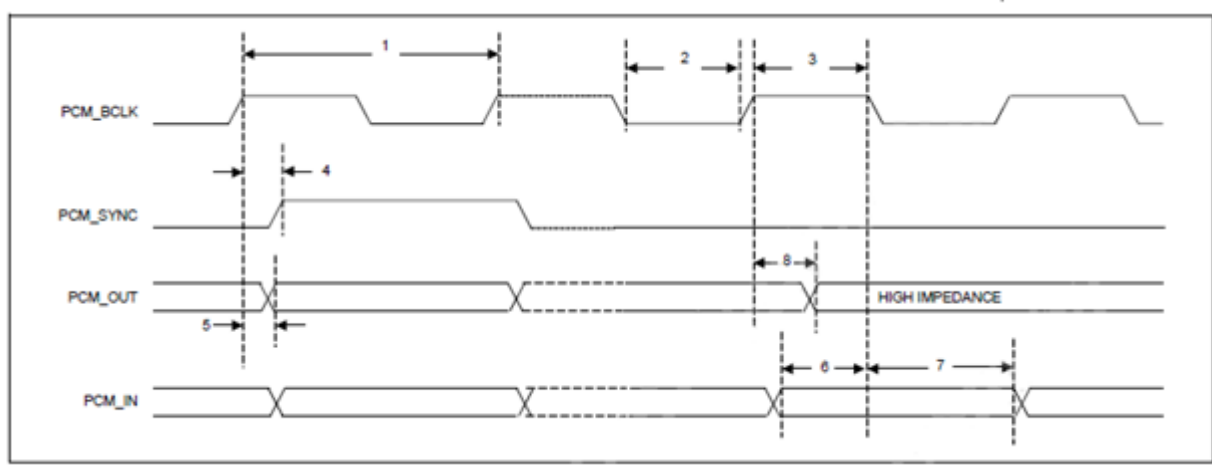 1
2
3
PCM_BCLK
4
PCM_SYNC
8
PCM_OUT
HIGH IMPEDANCE
5
6
7
PCM_IN